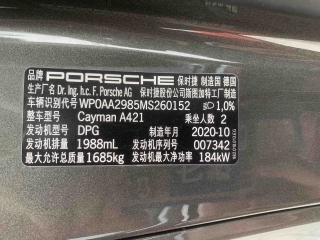 品牌 PORSCHE 保时捷 制造国 德国
生产厂名 Dr. Ing. h.c. F. Porsche AG 保时捷股份公司斯图加特工厂制造
车辆识别代号 WP0AA2985MS260152 1,0%
整车型号 Cayman A421 乘坐人数 2
发动机型号 DPG 制造年月 2020-10
发动机排量 1988mL 发动机序列号 007342
最大允许总质量 1685kg 发动机最大净功率 184kW